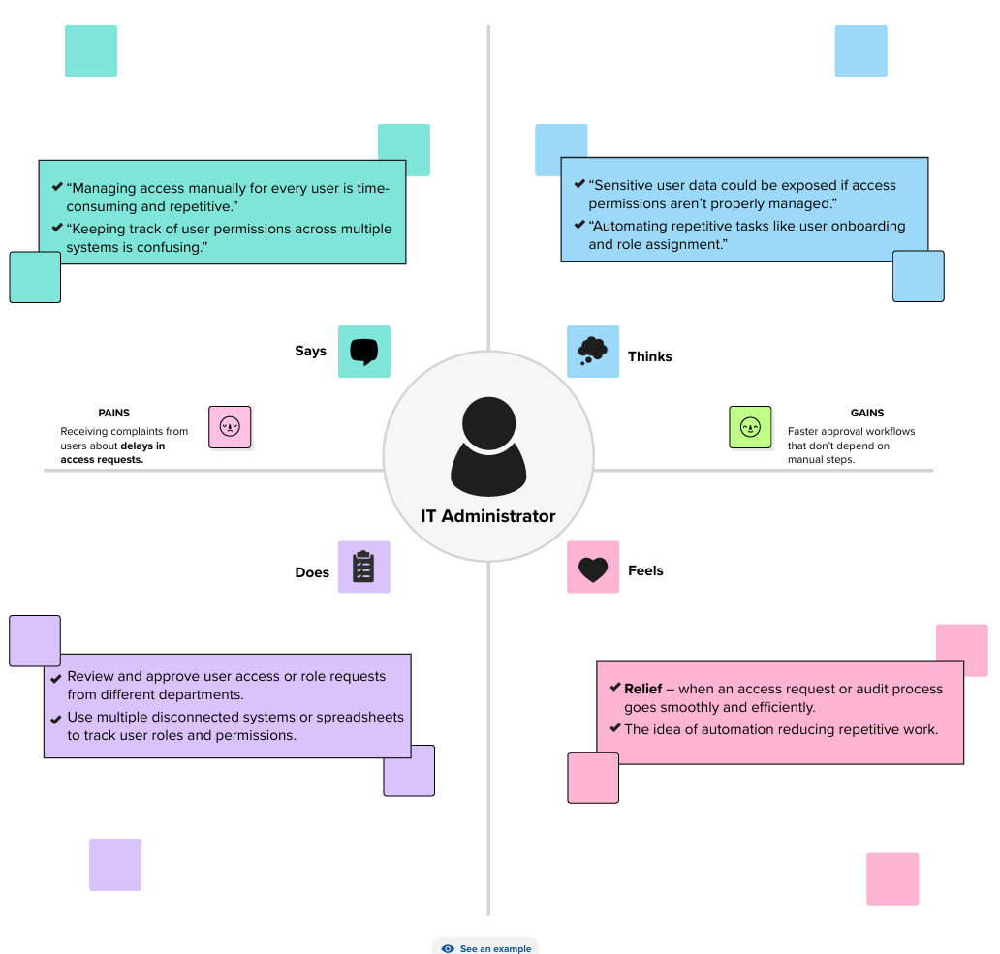 “Managing access manually for every user is time-
consuming and repetitive.”
“Keeping track of user permissions across multiple
systems is confusing.”
“Sensitive user data could be exposed if access
permissions aren’t properly managed.”
“Automating repetitive tasks like user onboarding
and role assignment.”
Says
Thinks
PAINS
Receiving complaints from
users about delays in
access requests.
GAINS
Faster approval workflows
that don’t depend on
manual steps.
IT Administrator
Does
Feels
Review and approve user access or role requests
from different departments.
Use multiple disconnected systems or spreadsheets
to track user roles and permissions.
Relief – when an access request or audit process
goes smoothly and efficiently.
The idea of automation reducing repetitive work.
See an example